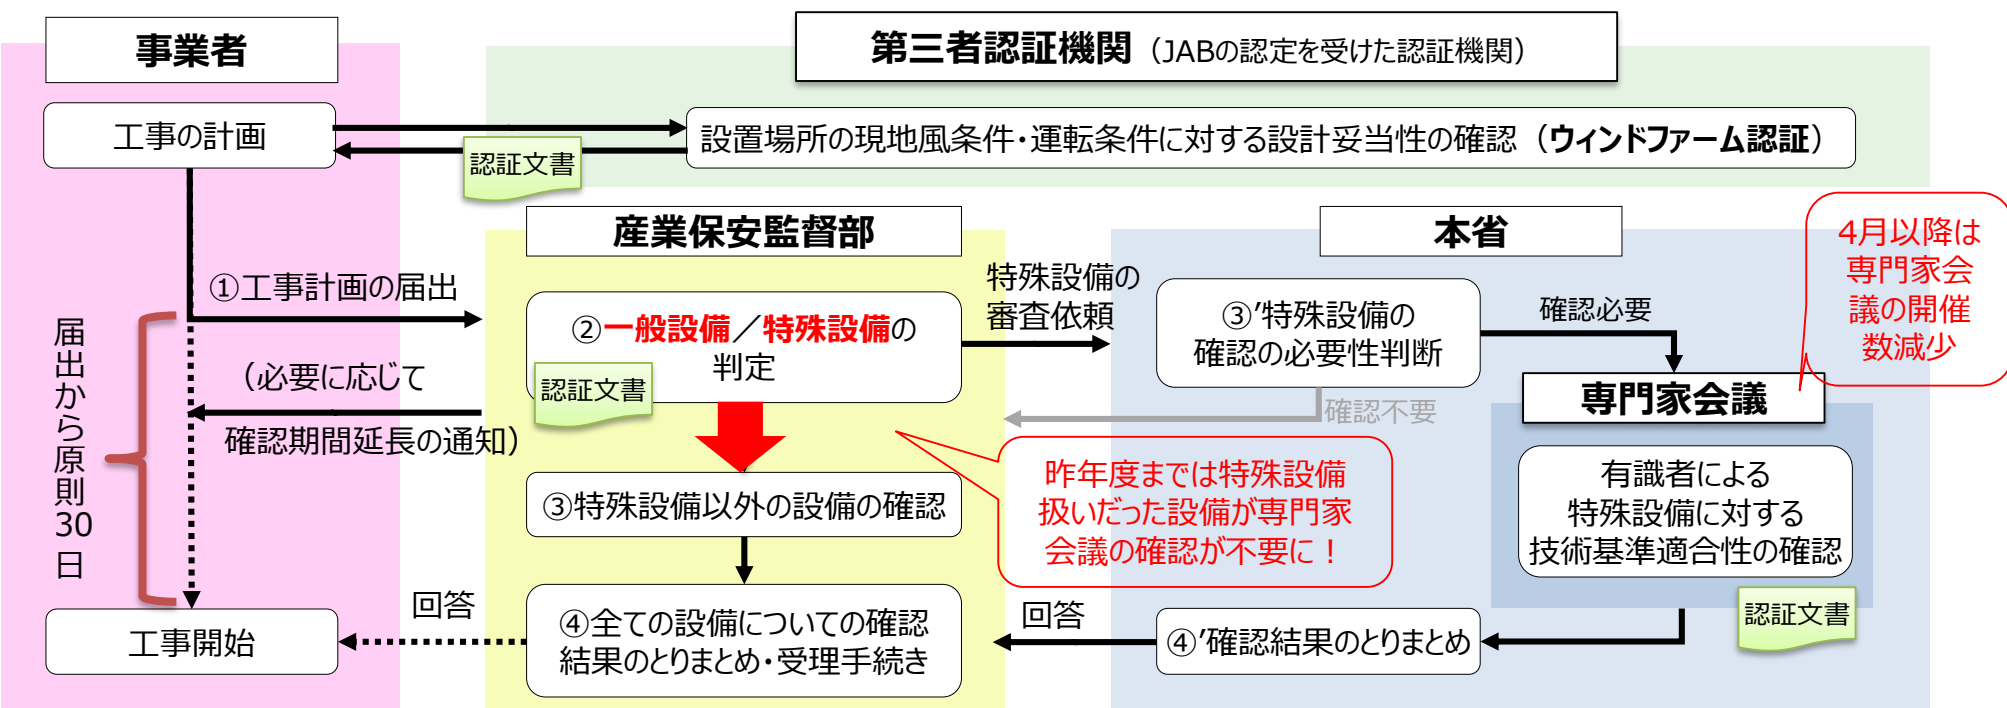 事業者
第三者認証機関（JABの認定を受けた認証機関）
工事の計画
設置場所の現地風条件・運転条件に対する設計妥当性の確認（ウィンドファーム認証）
認証文書
産業保安監督部
本省
4月以降は
専門家会
議の開催
数減少
①工事計画の届出
特殊設備の
審査依頼
②一般設備／特殊設備の
判定
認証文書
③’特殊設備の
確認の必要性判断
確認必要
確認不要
専門家会議
届出から原則30日
（必要に応じて
確認期間延長の通知）
昨年度までは特殊設備
扱いだった設備が専門家
会議の確認が不要に！
③特殊設備以外の設備の確認
有識者による
特殊設備に対する
技術基準適合性の確認
認証文書
工事開始
回答
④全ての設備についての確認
結果のとりまとめ・受理手続き
回答
④’確認結果のとりまとめ